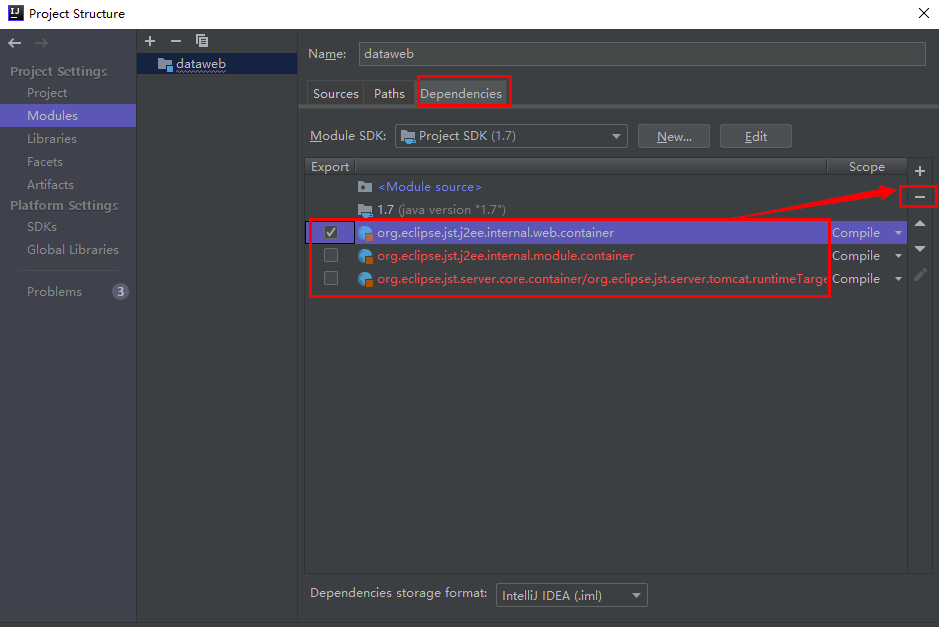 IJ Project Structure
Project Settings
Project
Modules
Libraries
Facets
Artifacts
Platform Settings
SDKs
Global Libraries
Problems 3
dataweb
Name: dataweb
Sources Paths Dependencies
Module SDK: Project SDK (1.7) New... Edit
Export Scope
<Module source>
1.7 (java version "1.7")
org.eclipse.jst.j2ee.internal.web.container Compile
org.eclipse.jst.j2ee.internal.module.container Compile
org.eclipse.jst.server.core.container/org.eclipse.jst.server.tomcat.runtimeTarge Compile
Dependencies storage format: IntelliJ IDEA (.iml)